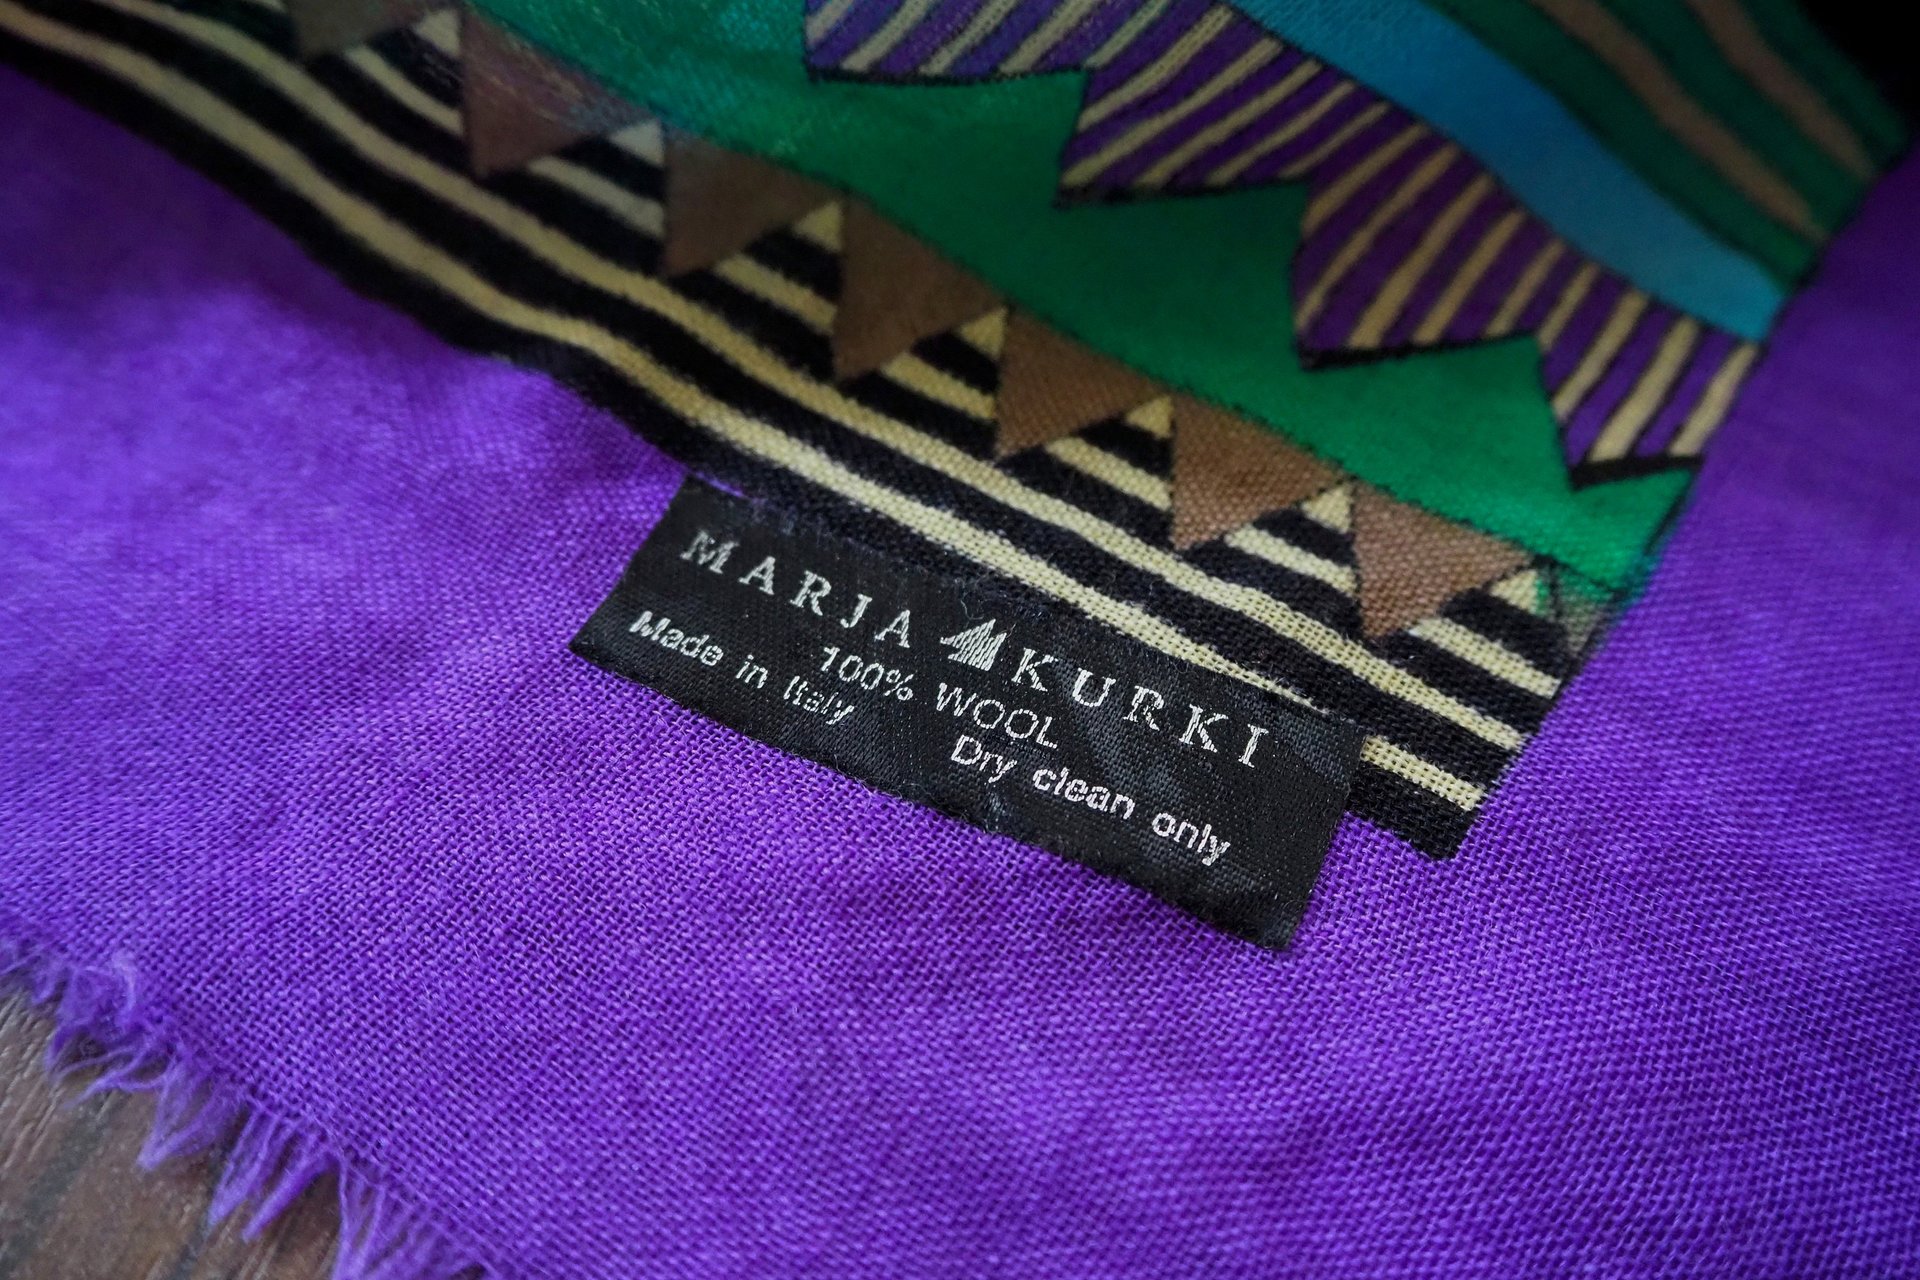 MARJA KURKI
100% WOOL
Made in Italy Dry clean only